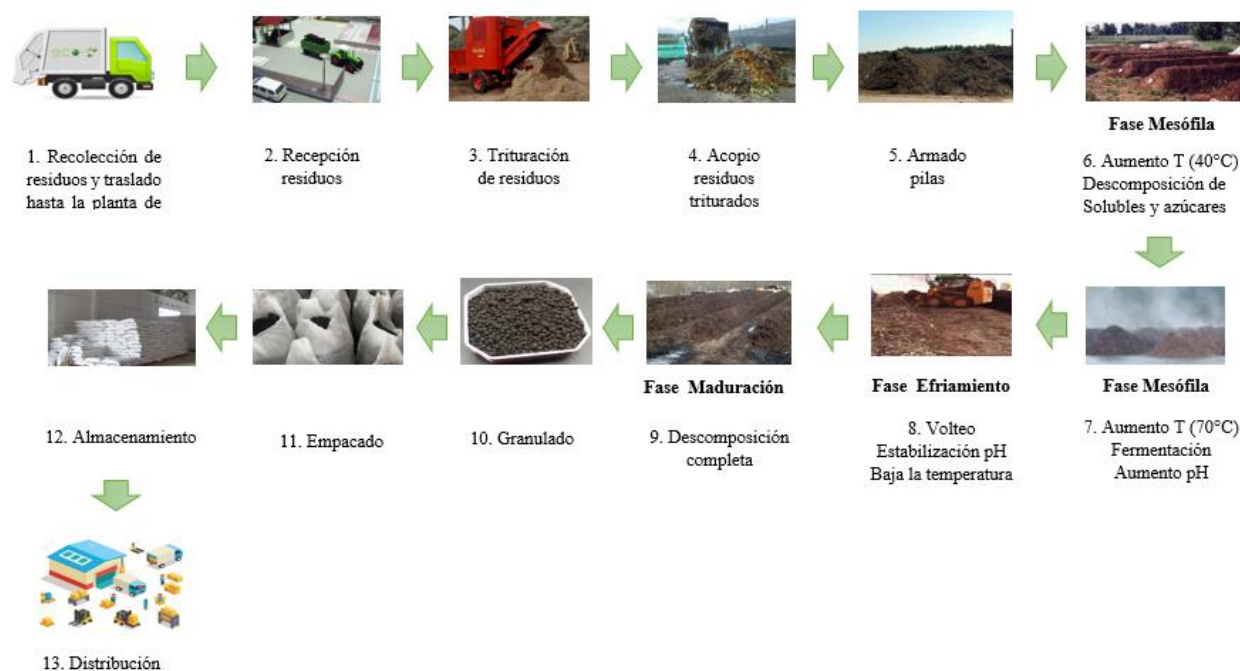 eco
1. Recolección de
residuos y traslado
hasta la planta de
2. Recepción
residuos
3. Trituración
de residuos
4. Acopio
residuos
triturados
5. Armado
pilas
Fase Mesófila
6. Aumento T (40°C)
Descomposición de
Solubles y azúcares
Fase Mesófila
7. Aumento T (70°C)
Fermentación
Aumento pH
Fase Efriamiento
8. Volteo
Estabilización pH
Baja la temperatura
Fase Maduración
9. Descomposición
completa
10. Granulado
11. Empacado
12. Almacenamiento
13. Distribución